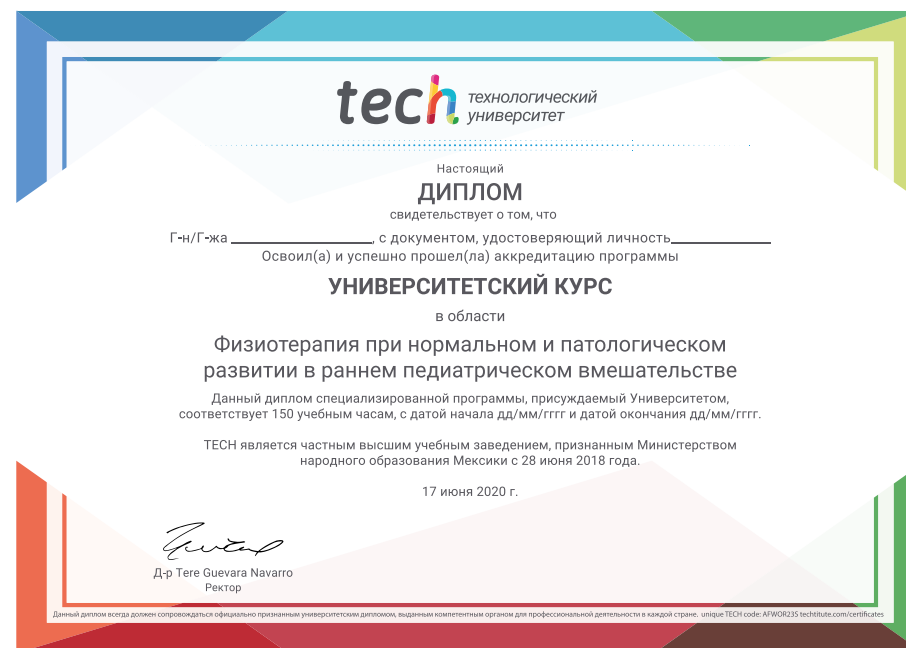 tech технологический
университет
Настоящий
ДИПЛОМ
свидетельствует о том, что
Г-н/Г-жа ____________________, с документом, удостоверяющий личность______________
Освоил(а) и успешно прошел(ла) аккредитацию программы
УНИВЕРСИТЕТСКИЙ КУРС
в области
Физиотерапия при нормальном и патологическом
развитии в раннем педиатрическом вмешательстве
Данный диплом специализированной программы, присуждаемый Университетом,
соответствует 150 учебным часам, с датой начала дд/мм/гггг и датой окончания дд/мм/гггг.
TECH является частным высшим учебным заведением, признанным Министерством
народного образования Мексики с 28 июня 2018 года.
17 июня 2020 г.
Д-р Tere Guevara Navarro
Ректор
Данный диплом всегда должен сопровождаться официально признанным университетским дипломом, выданным компетентным органом для профессиональной деятельности в каждой стране. unique TECH code: AFWOR23S techtitute.com/certificates